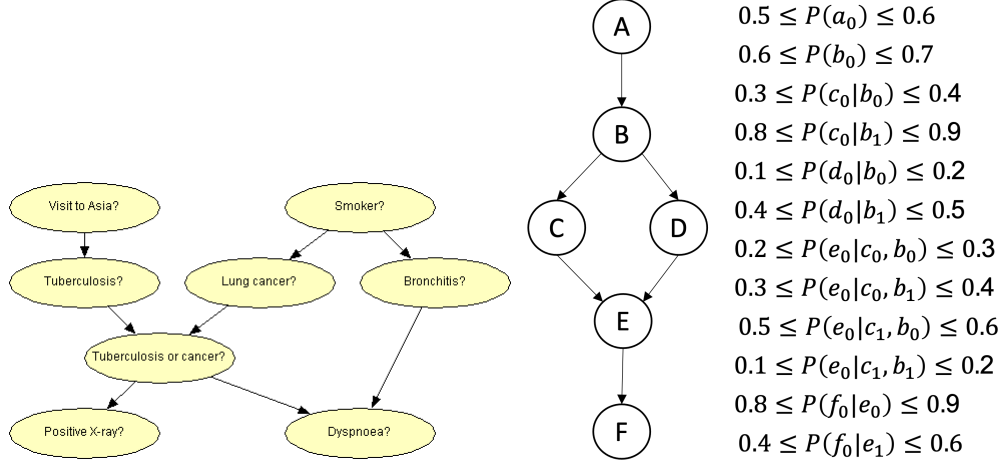 Visit to Asia?
Smoker?
Tuberculosis?
Lung cancer?
Bronchitis?
Tuberculosis or cancer?
Positive X-ray?
Dyspnoea?
A
B
C
D
E
F
0.5 ≤ P(a₀) ≤ 0.6
0.6 ≤ P(b₀) ≤ 0.7
0.3 ≤ P(c₀|b₀) ≤ 0.4
0.8 ≤ P(c₀|b₁) ≤ 0.9
0.1 ≤ P(d₀|b₀) ≤ 0.2
0.4 ≤ P(d₀|b₁) ≤ 0.5
0.2 ≤ P(e₀|c₀, b₀) ≤ 0.3
0.3 ≤ P(e₀|c₀, b₁) ≤ 0.4
0.5 ≤ P(e₀|c₁, b₀) ≤ 0.6
0.1 ≤ P(e₀|c₁, b₁) ≤ 0.2
0.8 ≤ P(f₀|e₀) ≤ 0.9
0.4 ≤ P(f₀|e₁) ≤ 0.6